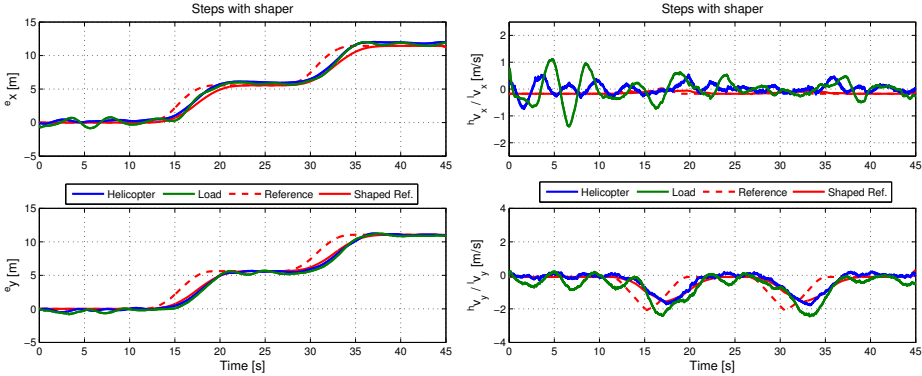 Steps with shaper
15
10
5
0
−5
ᵉx [m]
0 5 10 15 20 25 30 35 40 45
Helicopter Load Reference Shaped Ref.
15
10
5
0
−5
ᵉy [m]
0 5 10 15 20 25 30 35 40 45
Time [s]
Steps with shaper
2
1
0
−1
−2
ʰvₓ / ˡvₓ [m/s]
0 5 10 15 20 25 30 35 40 45
Helicopter Load Reference Shaped Ref.
4
2
0
−2
−4
ʰv_y / ˡv_y [m/s]
0 5 10 15 20 25 30 35 40 45
Time [s]